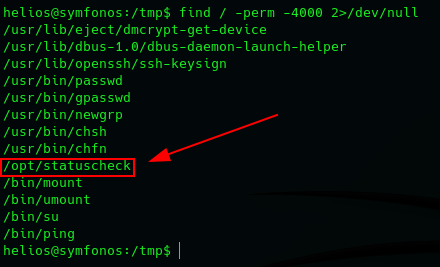 helios@symfonos:/tmp$ find / -perm -4000 2>/dev/null
/usr/lib/eject/dmcrypt-get-device
/usr/lib/dbus-1.0/dbus-daemon-launch-helper
/usr/lib/openssh/ssh-keysign
/usr/bin/passwd
/usr/bin/gpasswd
/usr/bin/newgrp
/usr/bin/chsh
/usr/bin/chfn
/opt/statuscheck
/bin/mount
/bin/umount
/bin/su
/bin/ping
helios@symfonos:/tmp$